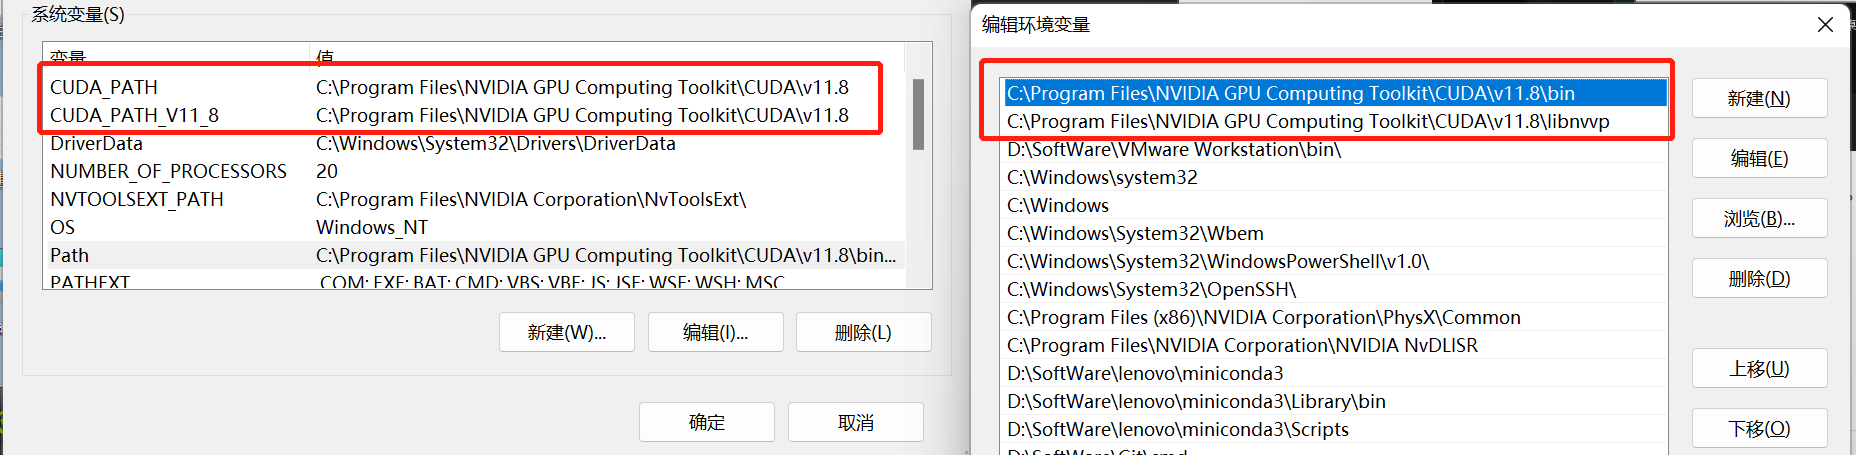 系统变量(S)
变量 值
CUDA_PATH C:\Program Files\NVIDIA GPU Computing Toolkit\CUDA\v11.8
CUDA_PATH_V11_8 C:\Program Files\NVIDIA GPU Computing Toolkit\CUDA\v11.8
DriverData C:\Windows\System32\Drivers\DriverData
NUMBER_OF_PROCESSORS 20
NVTOOLSEXT_PATH C:\Program Files\NVIDIA Corporation\NvToolsExt\
OS Windows_NT
Path C:\Program Files\NVIDIA GPU Computing Toolkit\CUDA\v11.8\bin...
PATHEXT .COM;.EXE;.BAT;.CMD;.VBS;.VBE;.JS;.JSE;.WSF;.WSH;.MSC
新建(W)... 编辑(I)... 删除(L)
确定 取消
编辑环境变量
C:\Program Files\NVIDIA GPU Computing Toolkit\CUDA\v11.8\bin
C:\Program Files\NVIDIA GPU Computing Toolkit\CUDA\v11.8\libnvvp
D:\SoftWare\VMware Workstation\bin\
C:\Windows\system32
C:\Windows
C:\Windows\System32\Wbem
C:\Windows\System32\WindowsPowerShell\v1.0\
C:\Windows\System32\OpenSSH\
C:\Program Files (x86)\NVIDIA Corporation\PhysX\Common
C:\Program Files\NVIDIA Corporation\NVIDIA NvDLISR
D:\SoftWare\lenovo\miniconda3
D:\SoftWare\lenovo\miniconda3\Library\bin
D:\SoftWare\lenovo\miniconda3\Scripts
D:\SoftWare\Git\cmd
新建(N)
编辑(E)
浏览(B)...
删除(D)
上移(U)
下移(O)